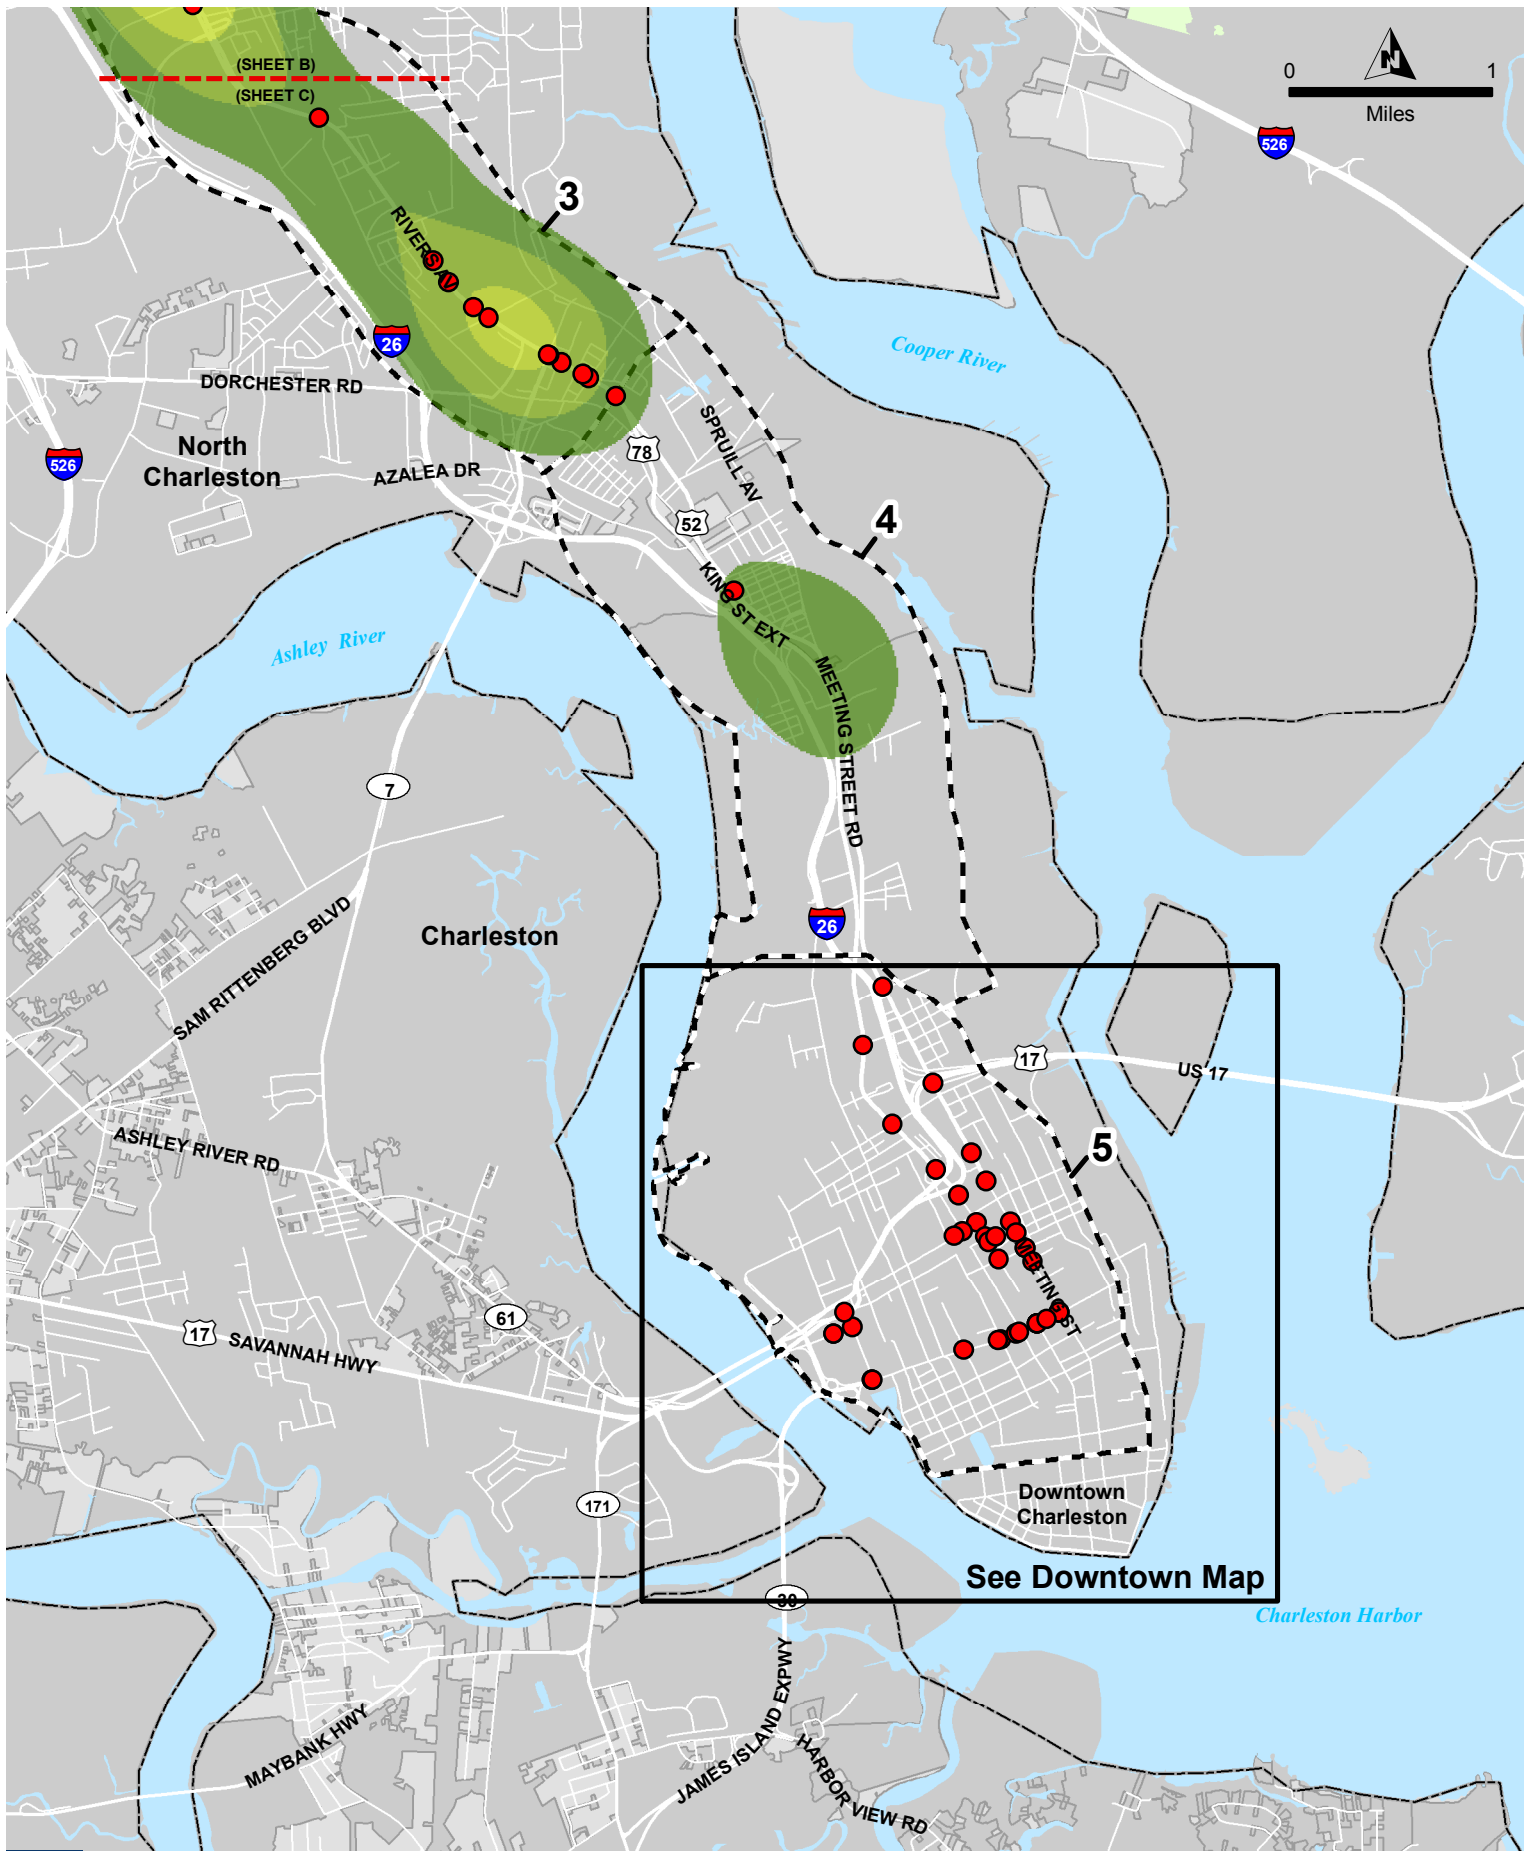 (SHEET B)
(SHEET C)
N
0 1
Miles
526
3
RIVERS AV
26
Cooper River
DORCHESTER RD
North
Charleston
526
AZALEA DR
78
SPRUILL AV
52
4
KING ST EXT
Ashley River
MEETING STREET RD
7
26
Charleston
SAM RITTENBERG BLVD
17
US 17
ASHLEY RIVER RD
5
MEETING ST
61
17
SAVANNAH HWY
171
Downtown
Charleston
See Downtown Map
30
Charleston Harbor
JAMES ISLAND EXPWY
MAYBANK HWY
HARBOR VIEW RD